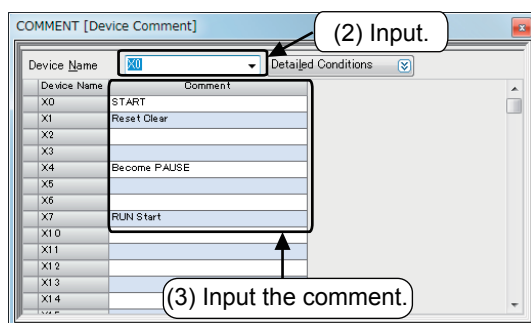 COMMENT [Device Comment]
(2) Input.
Device Name X0 Detailed Conditions
Device Name Comment
X0 START
X1 Reset Clear
X2
X3
X4 Become PAUSE
X5
X6
X7 RUN Start
X10
X11
X12
X13
X14
(3) Input the comment.